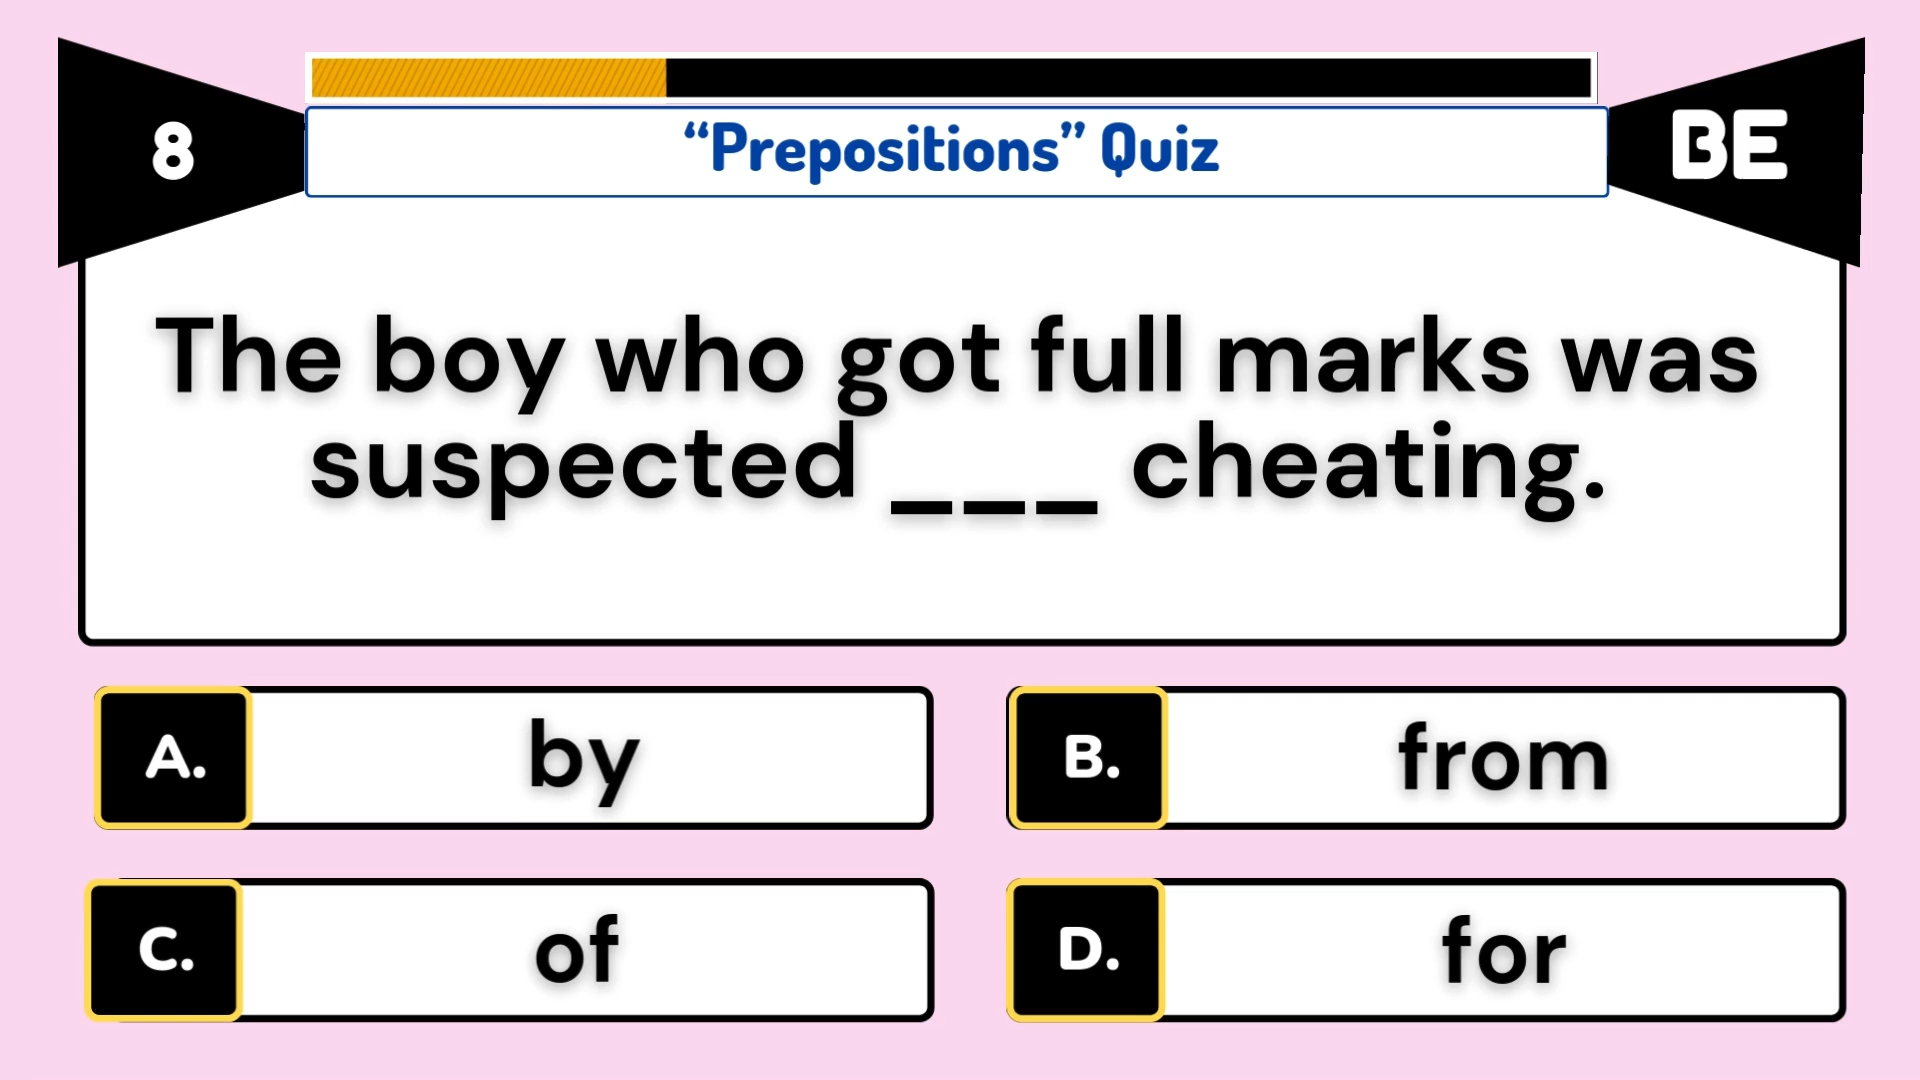 8
“Prepositions” Quiz
BE
The boy who got full marks was
suspected ___ cheating.
A. by
B. from
C. of
D. for